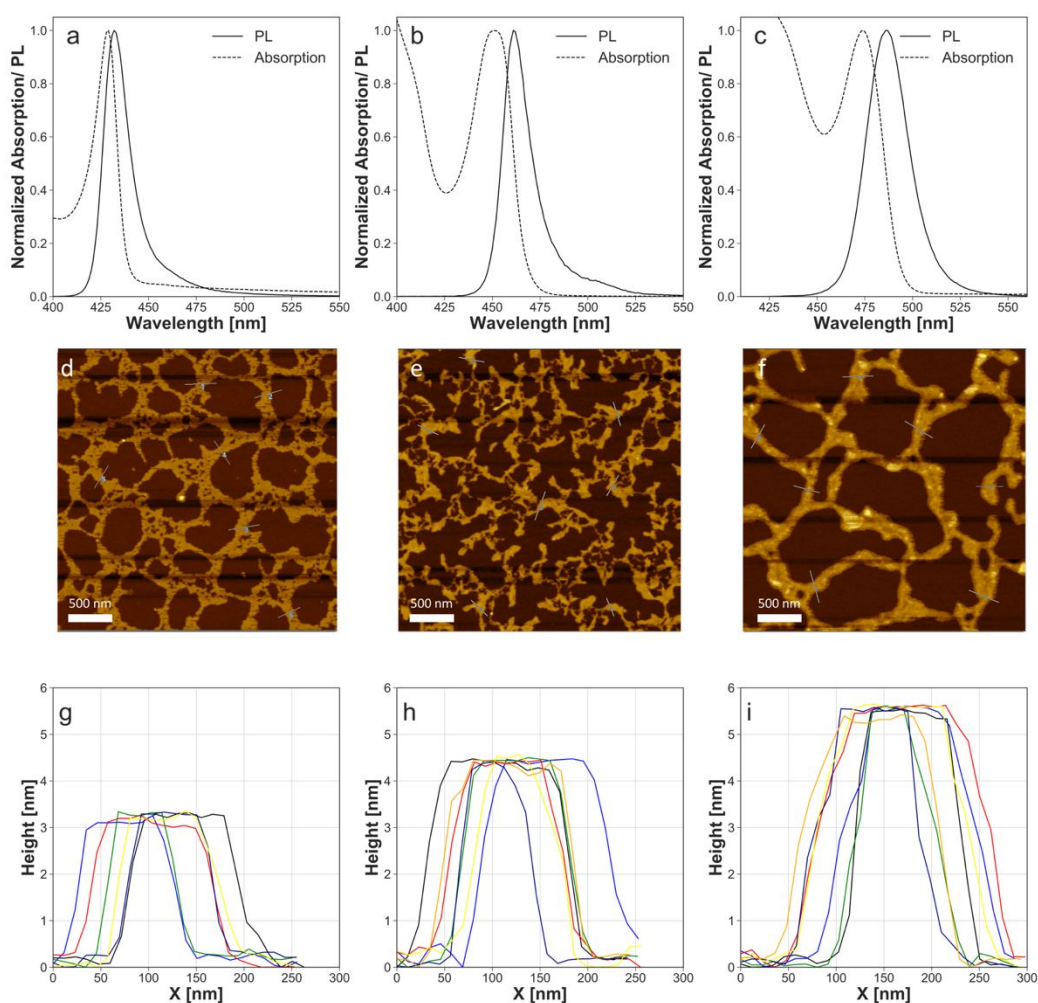 a
PL
Absorption
1.0
0.8
0.6
0.4
0.2
0.0
Normalized Absorption/ PL
400 425 450 475 500 525 550
Wavelength [nm]
b
PL
Absorption
1.0
0.8
0.6
0.4
0.2
0.0
Normalized Absorption/ PL
400 425 450 475 500 525 550
Wavelength [nm]
c
PL
Absorption
1.0
0.8
0.6
0.4
0.2
0.0
Normalized Absorption/ PL
425 450 475 500 525 550
Wavelength [nm]
d
500 nm
e
500 nm
f
500 nm
g
6
5
4
3
2
1
0
Height [nm]
0 50 100 150 200 250 300
X [nm]
h
6
5
4
3
2
1
0
Height [nm]
0 50 100 150 200 250 300
X [nm]
i
6
5
4
3
2
1
0
Height [nm]
0 50 100 150 200 250 300
X [nm]